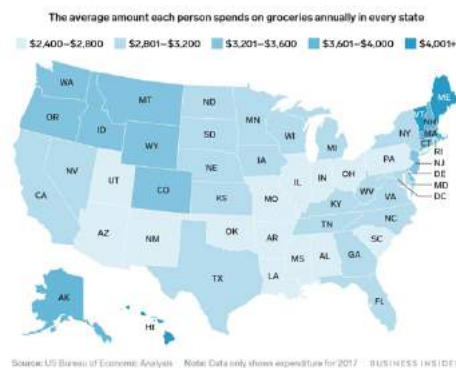 The average amount each person spends on groceries annually in every state
$2,400–$2,800 $2,801–$3,200 $3,201–$3,600 $3,601–$4,000 $4,001+
WA
MT ND ME
OR ID MN VT NH
SD WI NY MA
WY MI CT RI
NE IA PA NJ
NV UT IL IN OH DE
CA CO KS MO WV VA MD
KY DC
AZ NM OK AR TN NC
MS AL GA SC
TX LA
AK FL
HI
Source: US Bureau of Economic Analysis Note: Data only shows expenditure for 2017 BUSINESS INSIDER